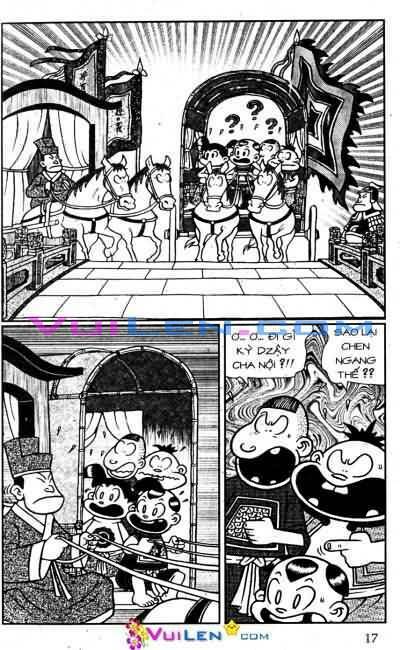 ? ? ?
VUILEN.COM
Ơ.. Ơ.. ĐI GÌ
KỲ DZẬY
CHA NỘI ?!!
SAO LẠI
CHEN
NGANG
THẾ ??
17
VUILEN.COM